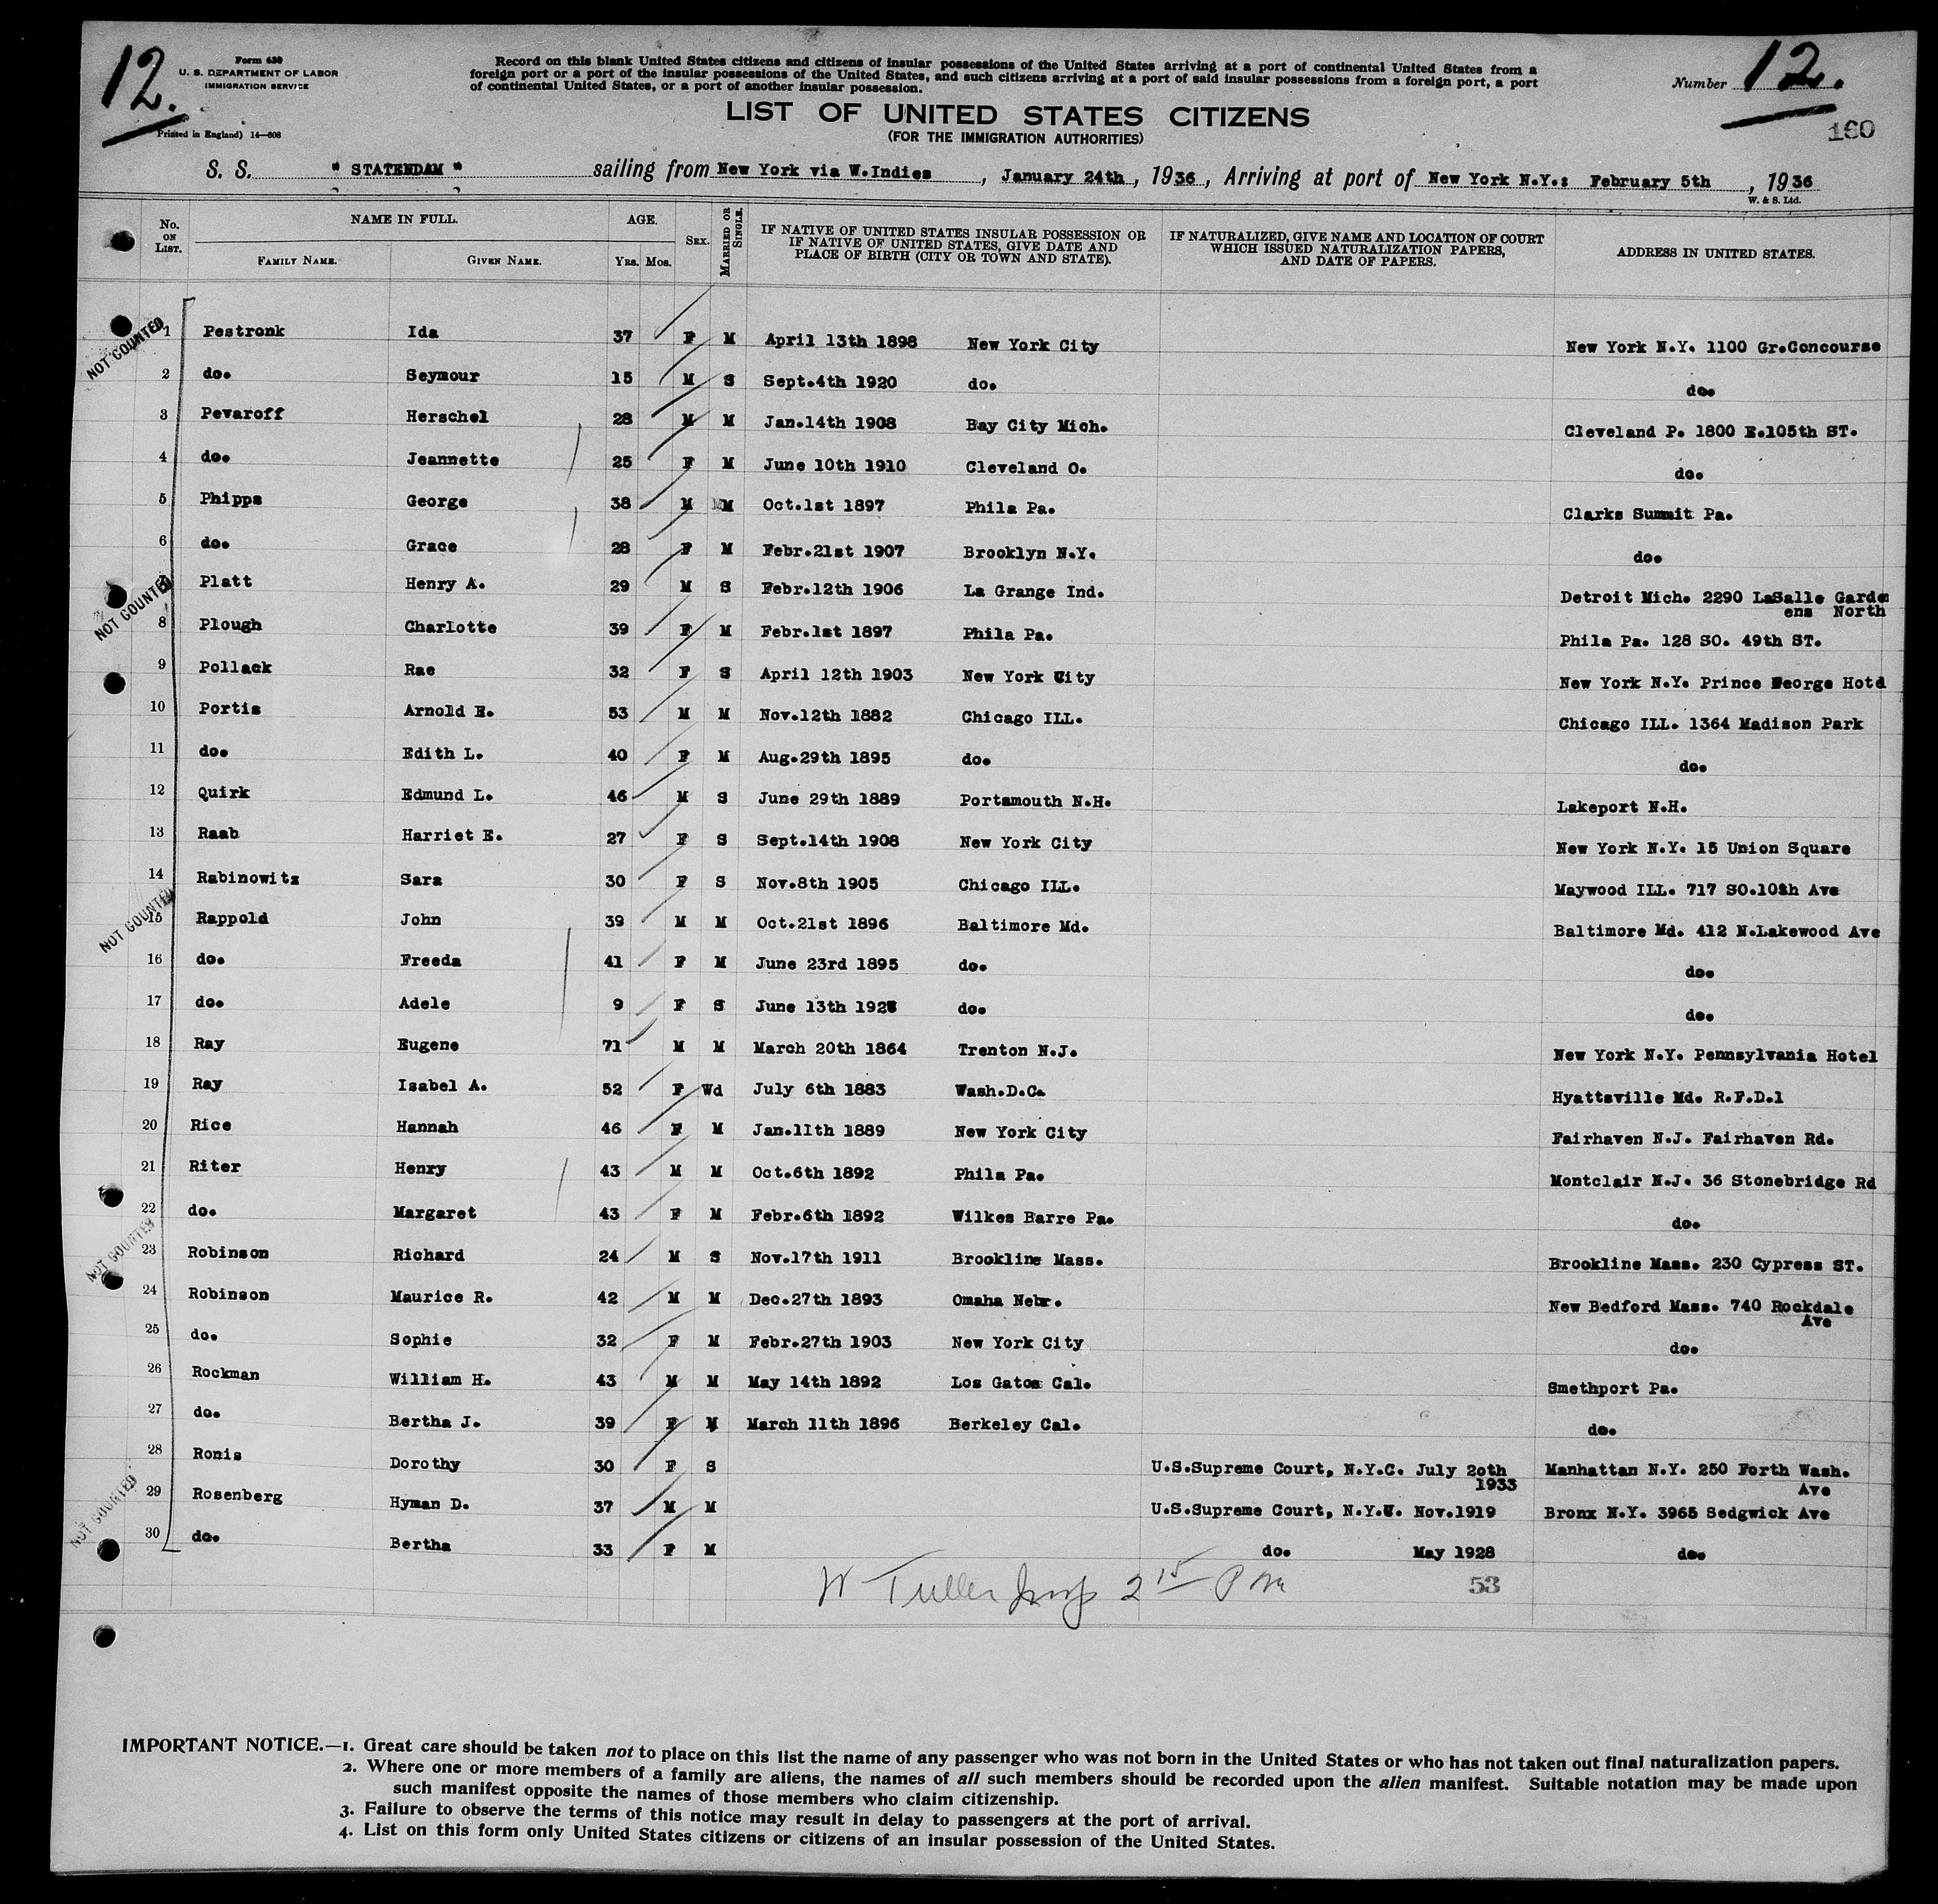 12.
Form 630
U. S. DEPARTMENT OF LABOR
IMMIGRATION SERVICE
Printed in England) 14—608
Record on this blank United States citizens and citizens of insular possessions of the United States arriving at a port of continental United States from a
foreign port or a port of the insular possessions of the United States, and such citizens arriving at a port of said insular possessions from a foreign port, a port
of continental United States, or a port of another insular possession.
Number 12.
LIST OF UNITED STATES CITIZENS
(FOR THE IMMIGRATION AUTHORITIES)
160
S. S. " STATENDAM " sailing from New York via W.Indies , January 24th, 1936, Arriving at port of New York N.Y.: February 5th , 1936
W. & S. Ltd.
No. ON LIST. NAME IN FULL. FAMILY NAME. GIVEN NAME. AGE. YRS. MOS. SEX. MARRIED OR SINGLE. IF NATIVE OF UNITED STATES INSULAR POSSESSION OR IF NATIVE OF UNITED STATES, GIVE DATE AND PLACE OF BIRTH (CITY OR TOWN AND STATE). IF NATURALIZED, GIVE NAME AND LOCATION OF COURT WHICH ISSUED NATURALIZATION PAPERS, AND DATE OF PAPERS. ADDRESS IN UNITED STATES.
NOT COUNTED
1 Pestronk Ida 37 F M April 13th 1898 New York City New York N.Y. 1100 Gr.Concourse
2 do. Seymour 15 M S Sept.4th 1920 do. do.
3 Pevaroff Herschel 28 M M Jan.14th 1908 Bay City Mich. Cleveland P. 1800 E.105th ST.
4 do. Jeannette 25 F M June 10th 1910 Cleveland O. do.
5 Phipps George 38 M M Oct.1st 1897 Phila Pa. Clarks Summit Pa.
6 do. Grace 28 F M Febr.21st 1907 Brooklyn N.Y. do.
NOT COUNTED
Platt Henry A. 29 M S Febr.12th 1906 La Grange Ind. Detroit Mich. 2290 LaSalle Garde
ens North
8 Plough Charlotte 39 F M Febr.1st 1897 Phila Pa. Phila Pa. 128 SO. 49th ST.
9 Pollack Rae 32 F S April 12th 1903 New York City New York N.Y. Prince George Hotd
10 Portis Arnold E. 53 M M Nov.12th 1882 Chicago ILL. Chicago ILL. 1364 Madison Park
11 do. Edith L. 40 F M Aug.29th 1895 do. do.
12 Quirk Edmund L. 46 M S June 29th 1889 Portsmouth N.H. Lakeport N.H.
13 Raab Harriet E. 27 F S Sept.14th 1908 New York City New York N.Y. 15 Union Square
14 Rabinowitz Sara 30 F S Nov.8th 1905 Chicago ILL. Maywood ILL. 717 SO.10th Ave
NOT COUNTED
15 Rappold John 39 M M Oct.21st 1896 Baltimore Md. Baltimore Md. 412 N.Lakewood Ave
16 do. Freeda 41 F M June 23rd 1895 do. do.
17 do. Adele 9 F S June 13th do. do.
18 Ray Eugene 71 M M March 20th 1864 Trenton N.J. New York N.Y. Pennsylvania Hotel
19 Ray Isabel A. 52 F Wd July 6th 1883 Wash.D.C. Hyattsville Md. R.F.D.1
20 Rice Hannah 46 F M Jan.11th 1889 New York City Fairhaven N.J. Fairhaven Rd.
21 Riter Henry 43 M M Oct.6th 1892 Phila Pa. Montclair N.J. 36 Stonebridge Rd
22 do. Margaret 43 F M Febr.6th 1892 Wilkes Barre Pa. do.
NOT COUNTED
23 Robinson Richard 24 M S Nov.17th 1911 Brookline Mass. Brookline Mass. 230 Cypress ST.
24 Robinson Maurice R. 42 M M Dec.27th 1893 Omaha Nebr. New Bedford Mass. 740 Rockdale
Ave
25 do. Sophie 32 F M Febr.27th 1903 New York City do.
26 Rockman William H. 43 M M May 14th 1892 Los Gatos Cal. Smethport Pa.
27 do. Bertha J. 39 F M March 11th 1896 Berkeley Cal. do.
28 Ronis Dorothy 30 F S U.S.Supreme Court, N.Y.C. July 20th Manhattan N.Y. 250 Forth Wash.
1933 Ave
NOT COUNTED
29 Rosenberg Hyman D. 37 M M U.S.Supreme Court, N.Y.C. Nov.1919 Bronx N.Y. 3965 Sedgwick Ave
30 do. Bertha 33 F M do. May 1928 do.
W Tuller Insp 2 15 P m
53
IMPORTANT NOTICE.—1. Great care should be taken not to place on this list the name of any passenger who was not born in the United States or who has not taken out final naturalization papers.
2. Where one or more members of a family are aliens, the names of all such members should be recorded upon the alien manifest. Suitable notation may be made upon
such manifest opposite the names of those members who claim citizenship.
3. Failure to observe the terms of this notice may result in delay to passengers at the port of arrival.
4. List on this form only United States citizens or citizens of an insular possession of the United States.